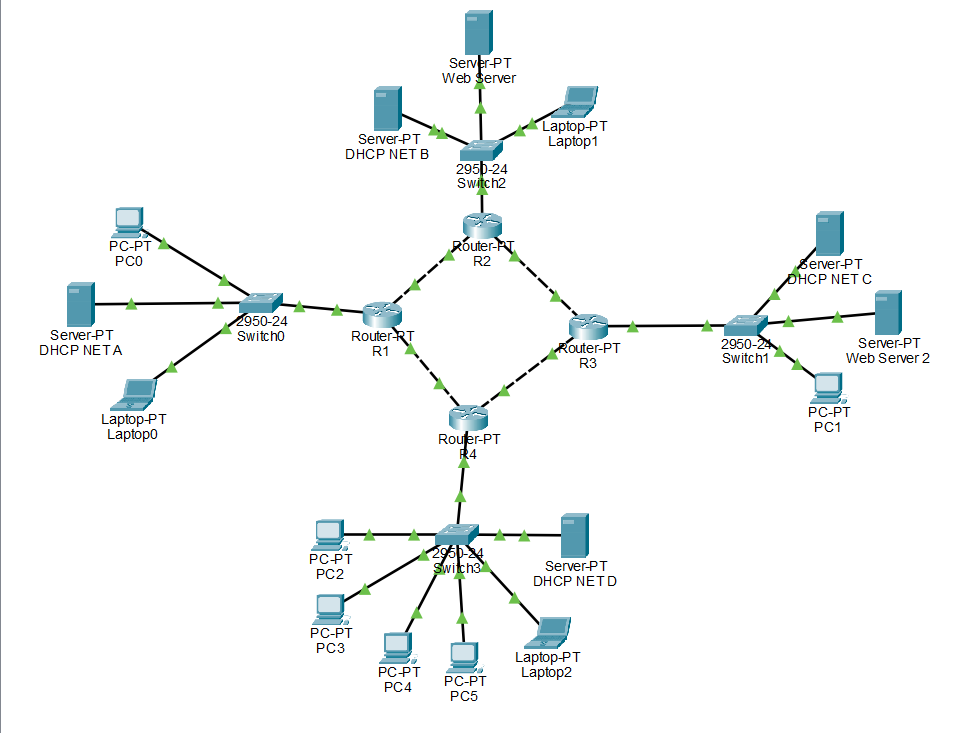 Server-PT
Web Server
Server-PT
DHCP NET B
Laptop-PT
Laptop1
2950-24
Switch2
Router-PT
R2
PC-PT
PC0
Server-PT
DHCP NET A
2950-24
Switch0
Laptop-PT
Laptop0
Router-PT
R1
Router-PT
R3
Server-PT
DHCP NET C
2950-24
Switch1
Server-PT
Web Server 2
PC-PT
PC1
Router-PT
R4
2950-24
Switch3
PC-PT
PC2
Server-PT
DHCP NET D
PC-PT
PC3
PC-PT
PC4
PC-PT
PC5
Laptop-PT
Laptop2